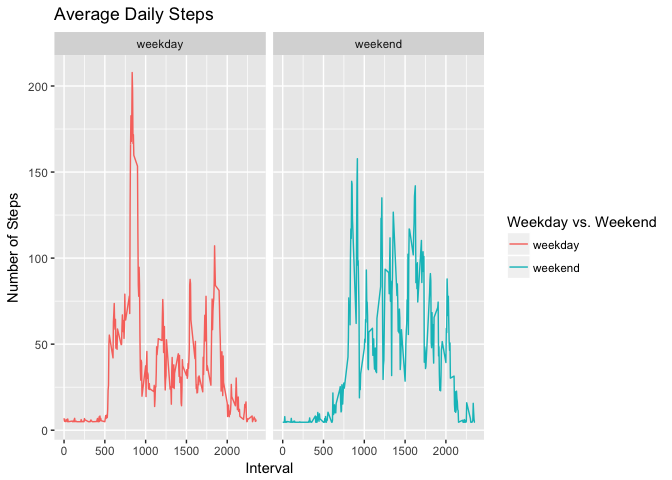 Average Daily Steps
weekday weekend
200
150
100
50
0
0 500 1000 1500 2000 0 500 1000 1500 2000
Number of Steps
Interval
Weekday vs. Weekend
weekday
weekend